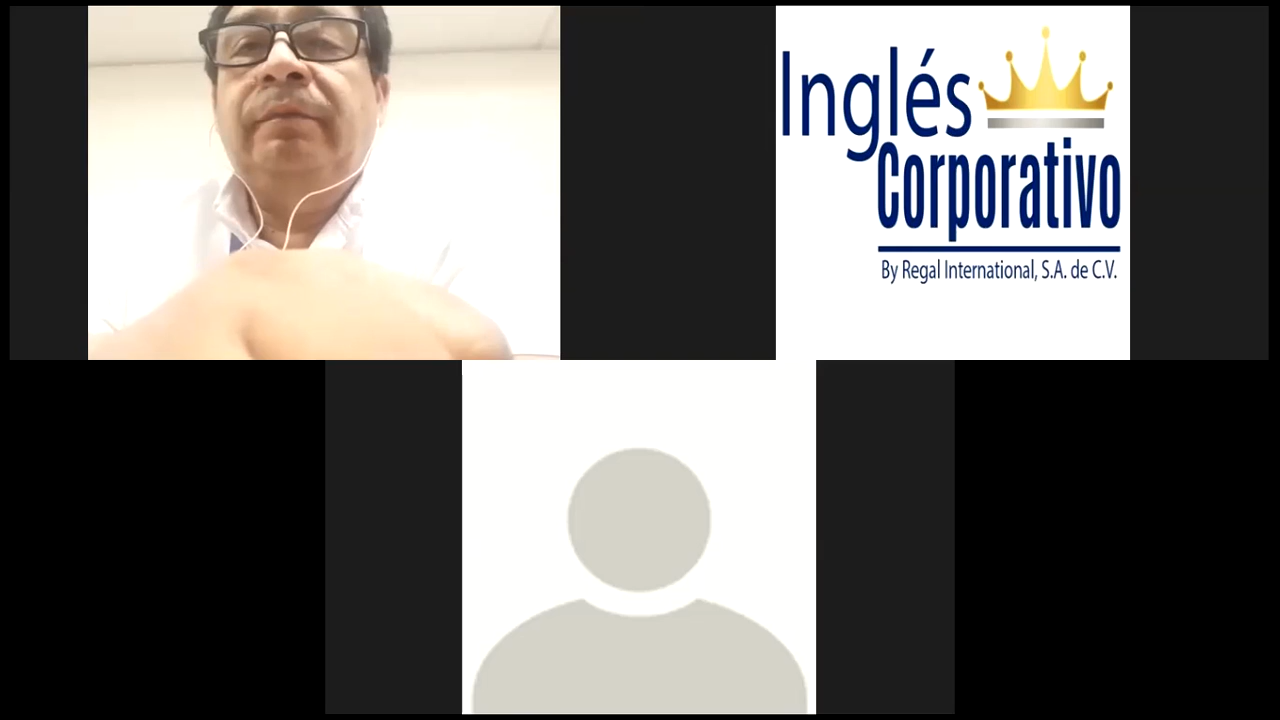 Inglés
Corporativo
By Regal International, S.A. de C.V.